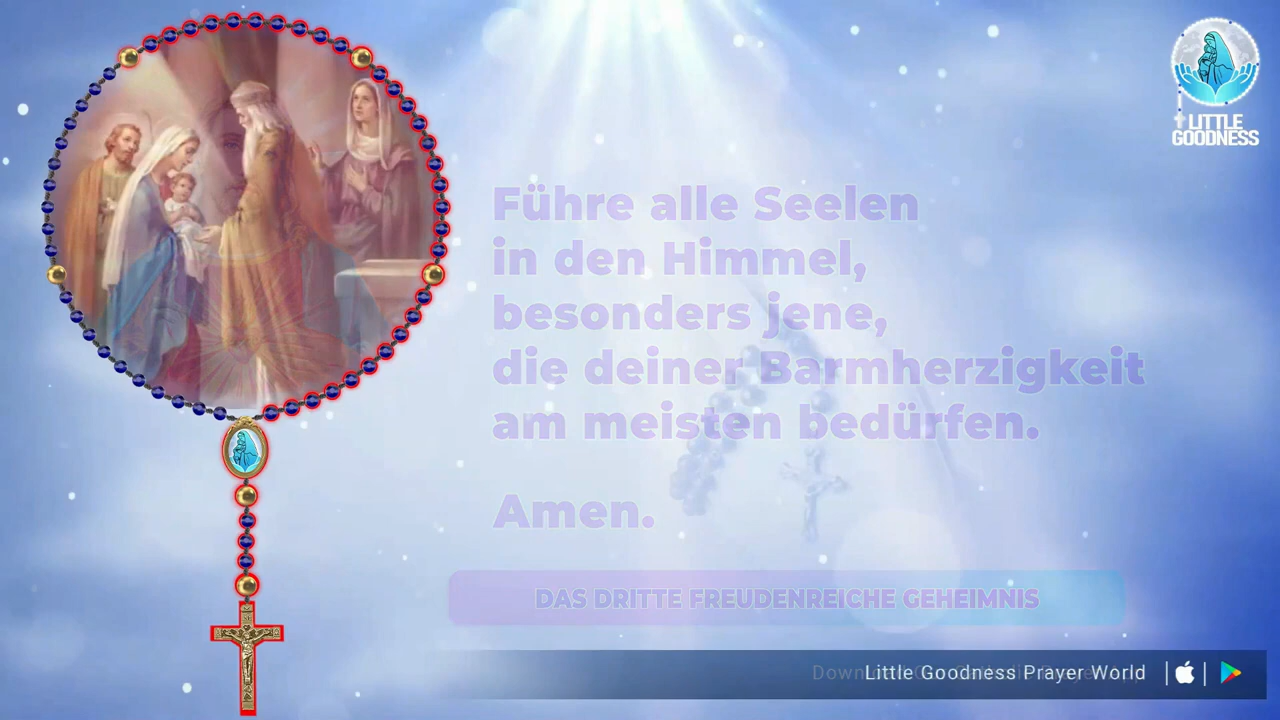 LITTLE
GOODNESS
Führe alle Seelen
in den Himmel,
besonders jene,
die deiner Barmherzigkeit
am meisten bedürfen.
Amen.
DAS DRITTE FREUDENREICHE GEHEIMNIS
Little Goodness Prayer World